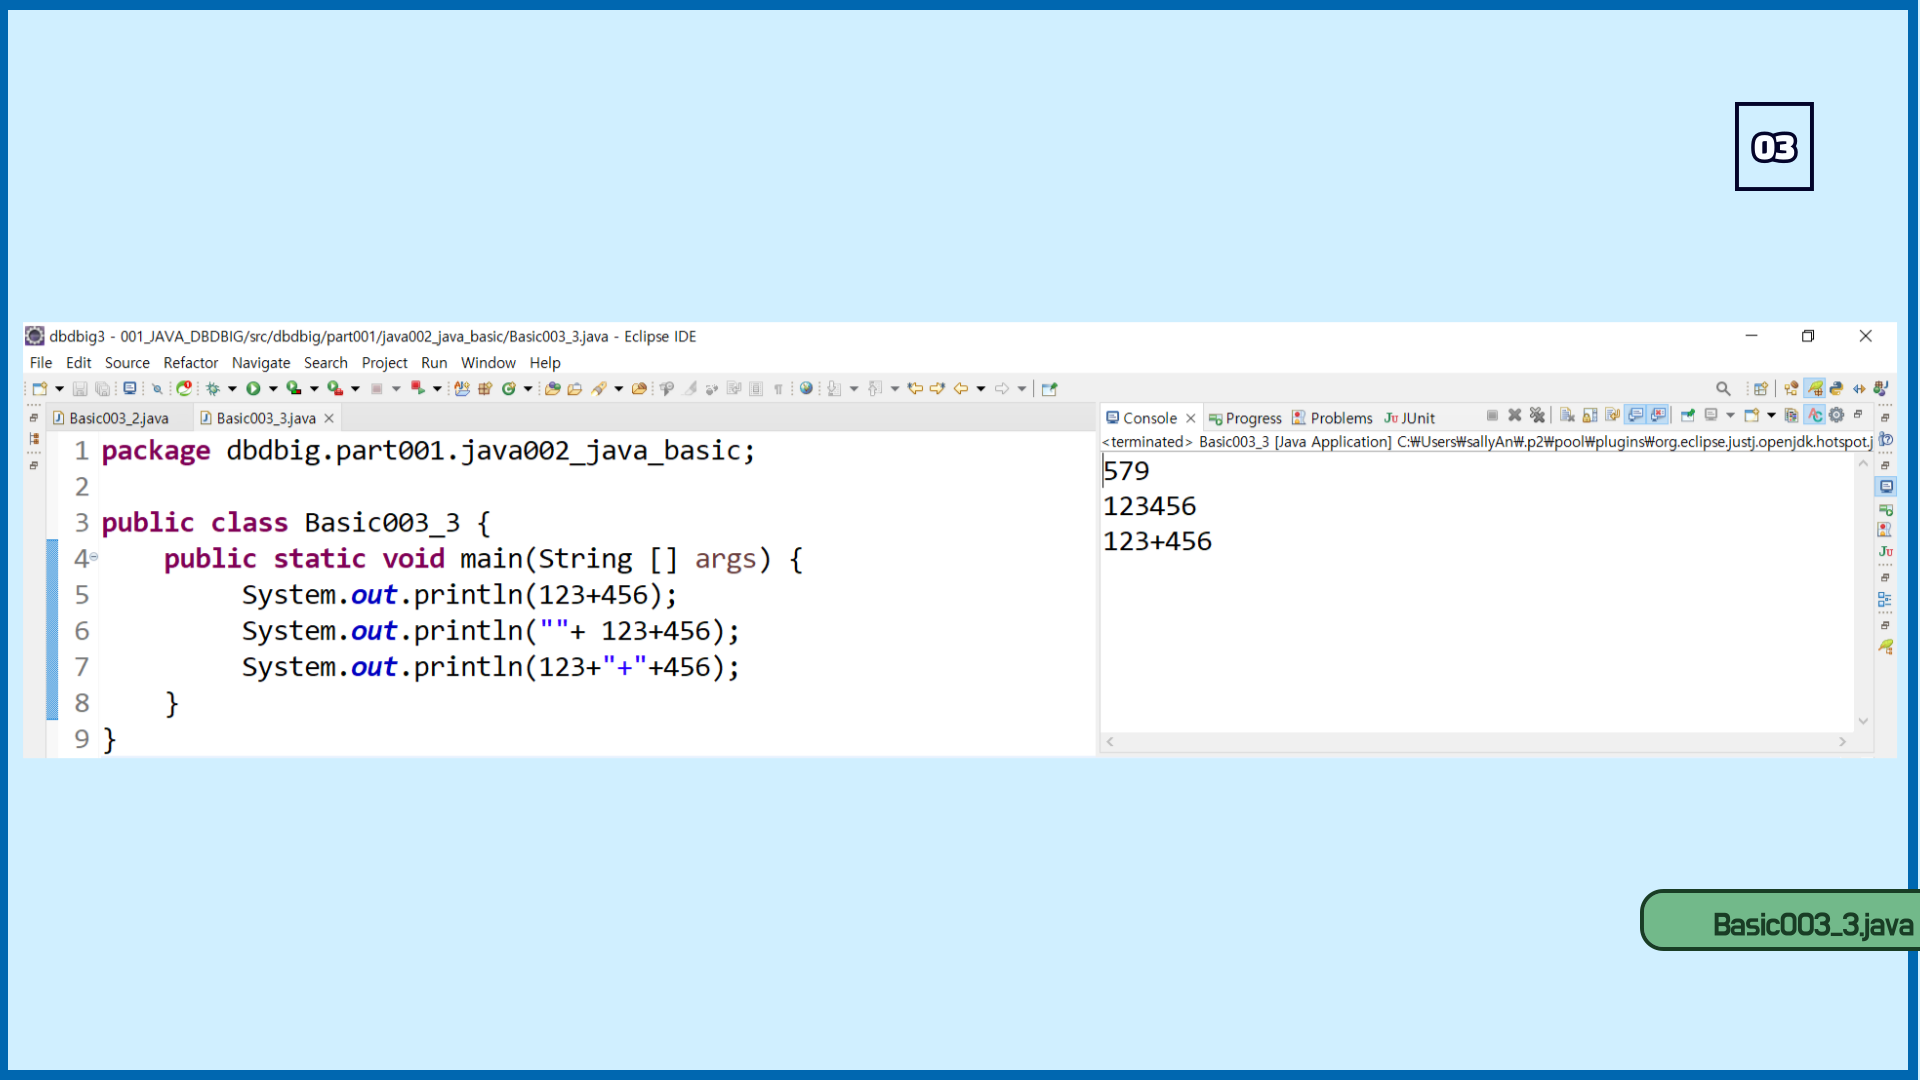 03
dbdbig3 - 001_JAVA_DBDBIG/src/dbdbig/part001/java002_java_basic/Basic003_3.java - Eclipse IDE
File Edit Source Refactor Navigate Search Project Run Window Help
Basic003_2.java Basic003_3.java
1 package dbdbig.part001.java002_java_basic;
2
3 public class Basic003_3 {
4 public static void main(String [] args) {
5 System.out.println(123+456);
6 System.out.println(""+ 123+456);
7 System.out.println(123+"+"+456);
8 }
9 }
Console Progress Problems Ju JUnit
<terminated> Basic003_3 [Java Application] C:₩Users₩sallyAn₩.p2₩pool₩plugins₩org.eclipse.justj.openjdk.hotspot.j
579
123456
123+456
Ju
Basic003_3.java